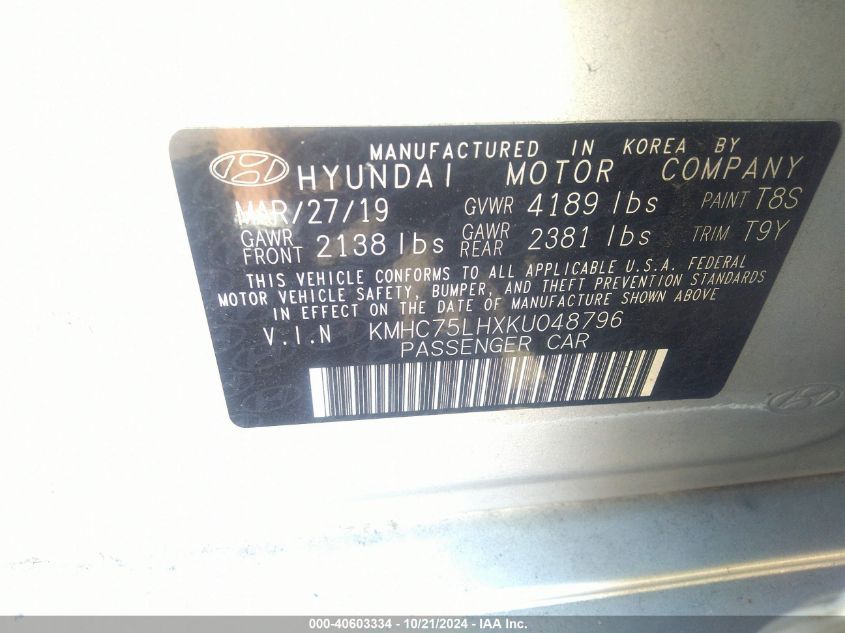 MANUFACTURED IN KOREA BY
HYUNDAI MOTOR COMPANY
MAR/27/19 GVWR 4189 lbs PAINT T8S
GAWR FRONT 2138 lbs GAWR REAR 2381 lbs TRIM T9Y
THIS VEHICLE CONFORMS TO ALL APPLICABLE U.S.A. FEDERAL
MOTOR VEHICLE SAFETY, BUMPER, AND THEFT PREVENTION STANDARDS
IN EFFECT ON THE DATE OF MANUFACTURE SHOWN ABOVE
V.I.N KMHC75LHXKU048796
PASSENGER CAR
000-40603334 - 10/21/2024 - IAA Inc.